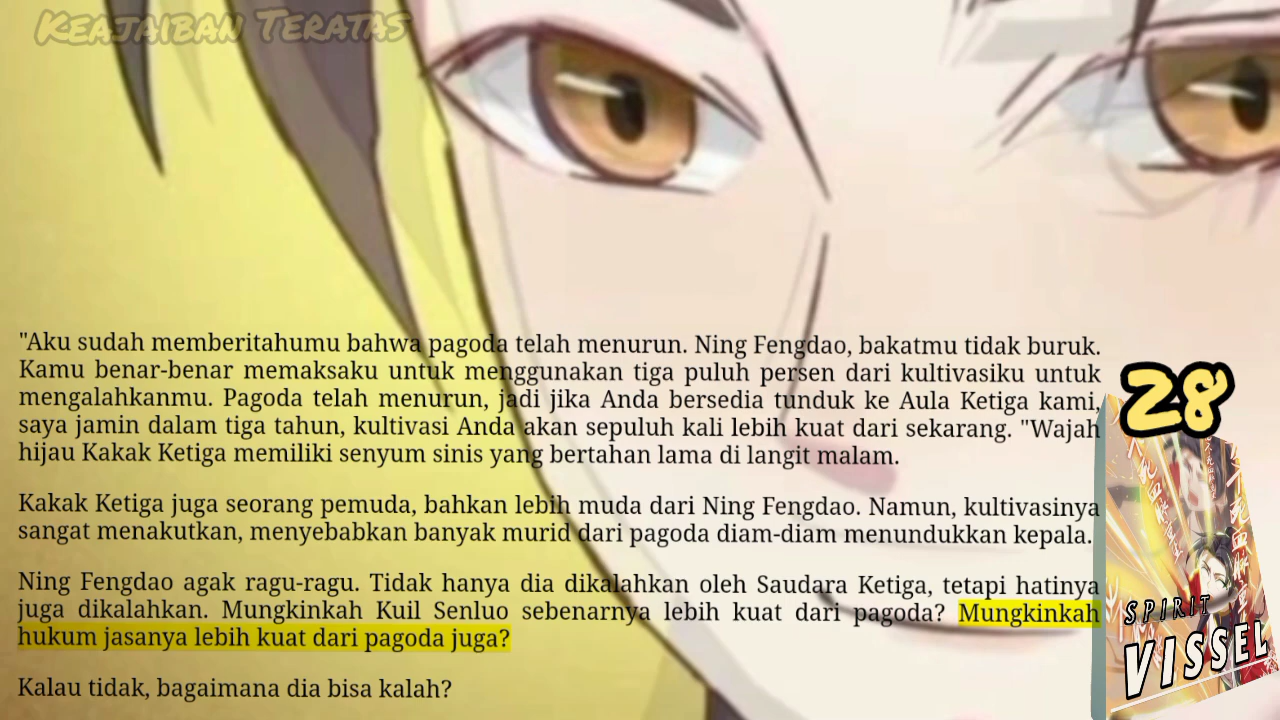 KEAJAIBAN TERATAS
"Aku sudah memberitahumu bahwa pagoda telah menurun. Ning Fengdao, bakatmu tidak buruk.
Kamu benar-benar memaksaku untuk menggunakan tiga puluh persen dari kultivasiku untuk
mengalahkanmu. Pagoda telah menurun, jadi jika Anda bersedia tunduk ke Aula Ketiga kami,
saya jamin dalam tiga tahun, kultivasi Anda akan sepuluh kali lebih kuat dari sekarang. "Wajah
hijau Kakak Ketiga memiliki senyum sinis yang bertahan lama di langit malam.
Kakak Ketiga juga seorang pemuda, bahkan lebih muda dari Ning Fengdao. Namun, kultivasinya
sangat menakutkan, menyebabkan banyak murid dari pagoda diam-diam menundukkan kepala.
Ning Fengdao agak ragu-ragu. Tidak hanya dia dikalahkan oleh Saudara Ketiga, tetapi hatinya
juga dikalahkan. Mungkinkah Kuil Senluo sebenarnya lebih kuat dari pagoda? Mungkinkah
hukum jasanya lebih kuat dari pagoda juga?
Kalau tidak, bagaimana dia bisa kalah?
28
SPIRIT
VISSEL